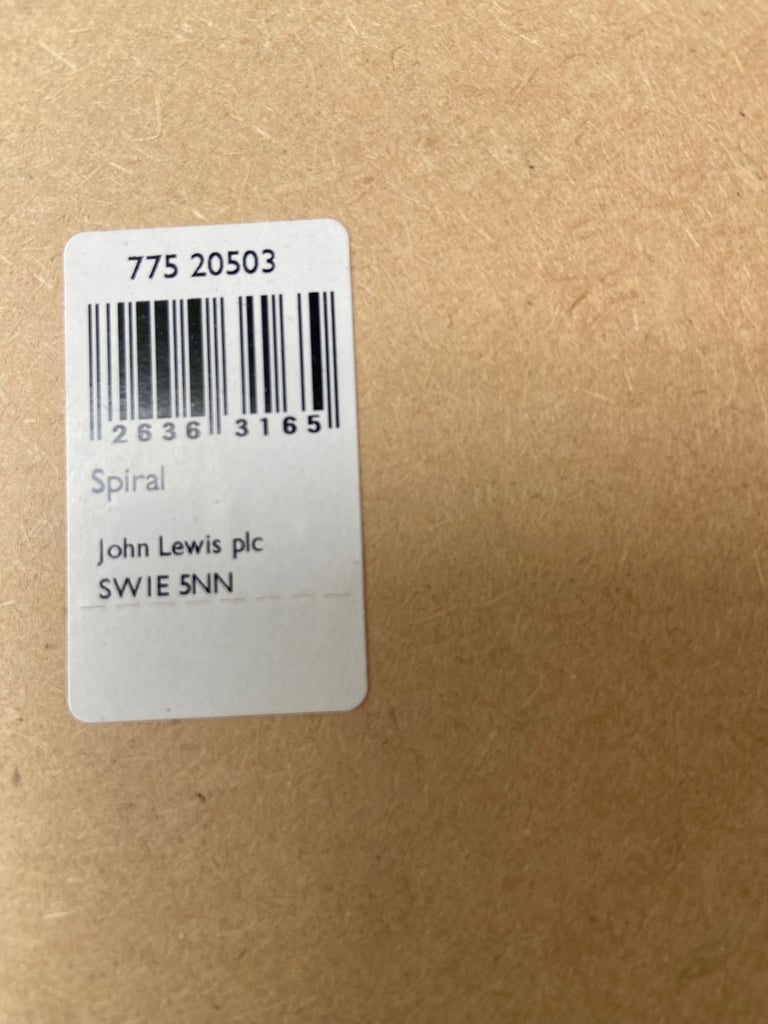 775 20503
2636 3165
Spiral
John Lewis plc
SW1E 5NN